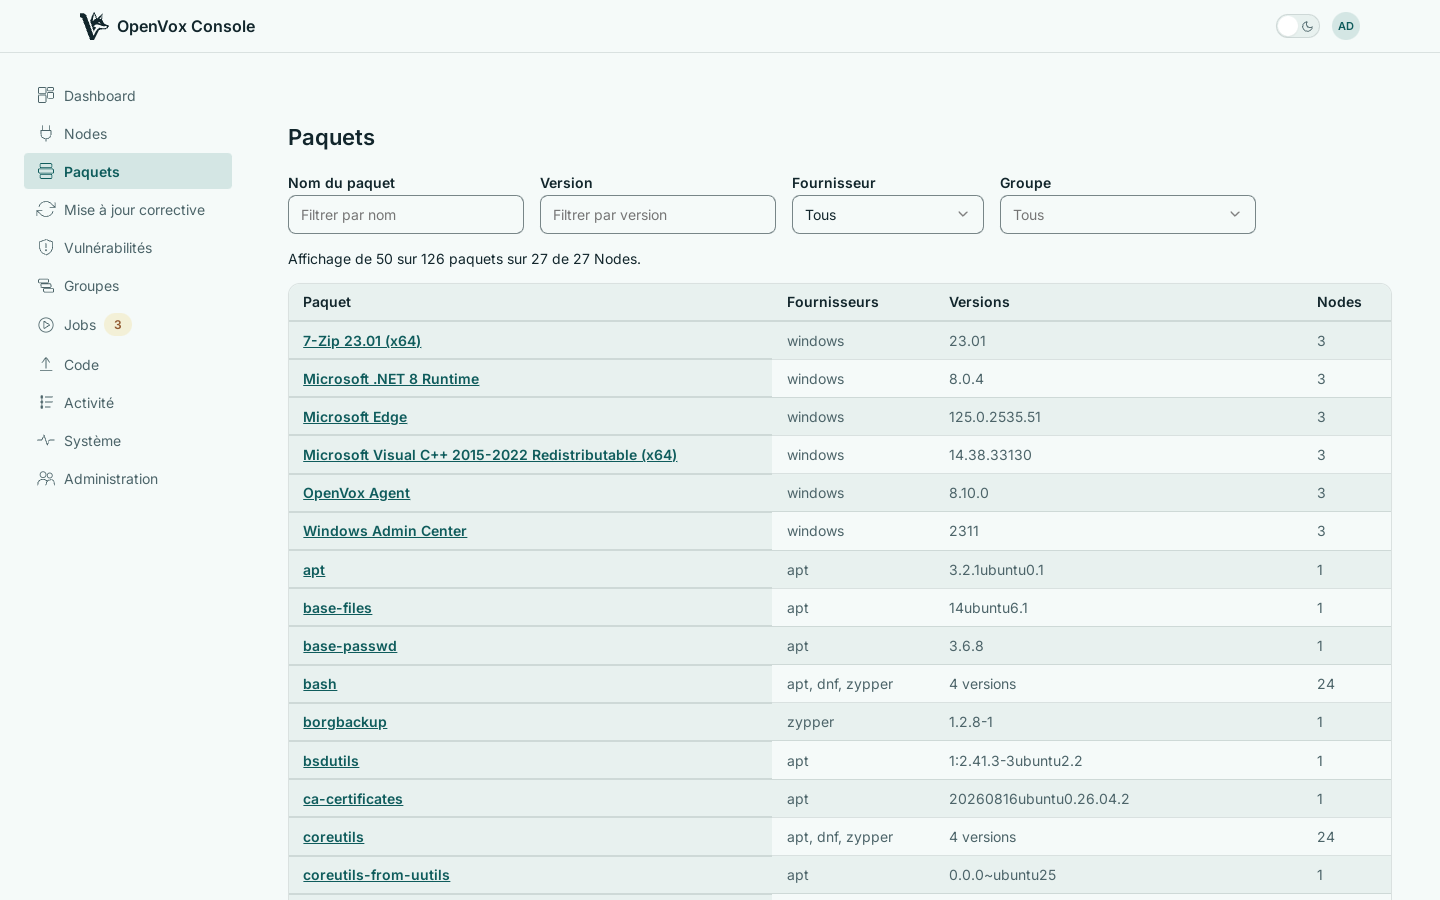 OpenVox Console
AD
Dashboard
Nodes
Paquets
Mise à jour corrective
Vulnérabilités
Groupes
Jobs 3
Code
Activité
Système
Administration
Paquets
Nom du paquet Version Fournisseur Groupe
Filtrer par nom Filtrer par version Tous Tous
Affichage de 50 sur 126 paquets sur 27 de 27 Nodes.
Paquet Fournisseurs Versions Nodes
7-Zip 23.01 (x64) windows 23.01 3
Microsoft .NET 8 Runtime windows 8.0.4 3
Microsoft Edge windows 125.0.2535.51 3
Microsoft Visual C++ 2015-2022 Redistributable (x64) windows 14.38.33130 3
OpenVox Agent windows 8.10.0 3
Windows Admin Center windows 2311 3
apt apt 3.2.1ubuntu0.1 1
base-files apt 14ubuntu6.1 1
base-passwd apt 3.6.8 1
bash apt, dnf, zypper 4 versions 24
borgbackup zypper 1.2.8-1 1
bsdutils apt 1:2.41.3-3ubuntu2.2 1
ca-certificates apt 20260816ubuntu0.26.04.2 1
coreutils apt, dnf, zypper 4 versions 24
coreutils-from-uutils apt 0.0.0~ubuntu25 1